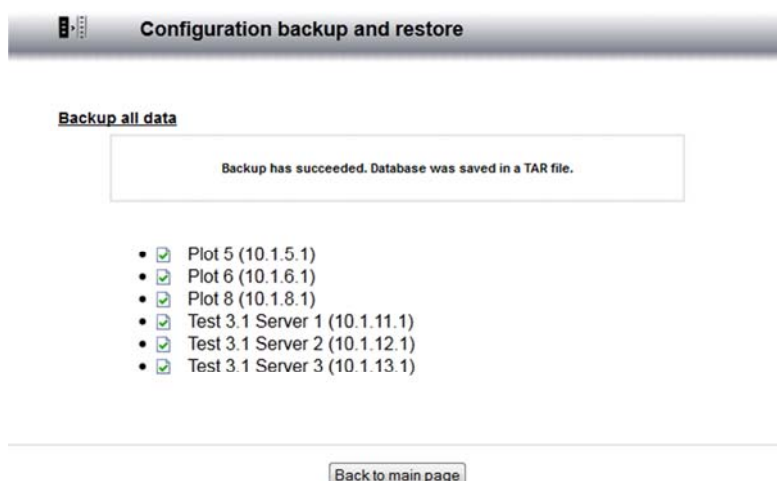 Configuration backup and restore
Backup all data
Backup has succeeded. Database was saved in a TAR file.
Plot 5 (10.1.5.1)
Plot 6 (10.1.6.1)
Plot 8 (10.1.8.1)
Test 3.1 Server 1 (10.1.11.1)
Test 3.1 Server 2 (10.1.12.1)
Test 3.1 Server 3 (10.1.13.1)
Back to main page